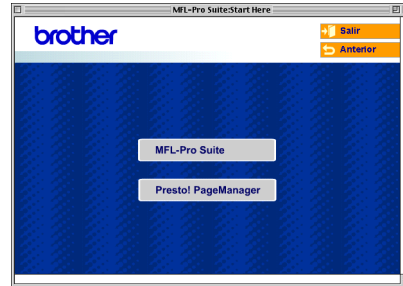 MFL-Pro Suite:Start Here
brother
Salir
Anterior
MFL-Pro Suite
Presto! PageManager